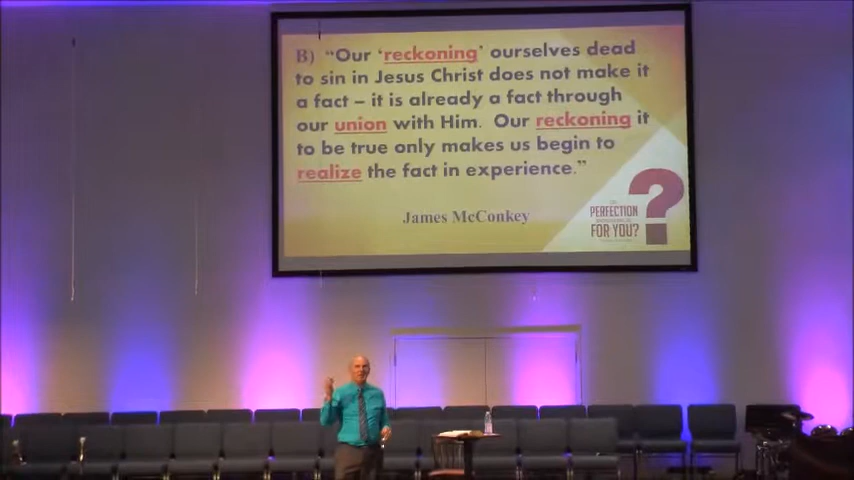 B) “Our ‘reckoning’ ourselves dead
to sin in Jesus Christ does not make it
a fact – it is already a fact through
our union with Him. Our reckoning it
to be true only makes us begin to
realize the fact in experience.”
James McConkey
PERFECTION
FOR YOU?
?